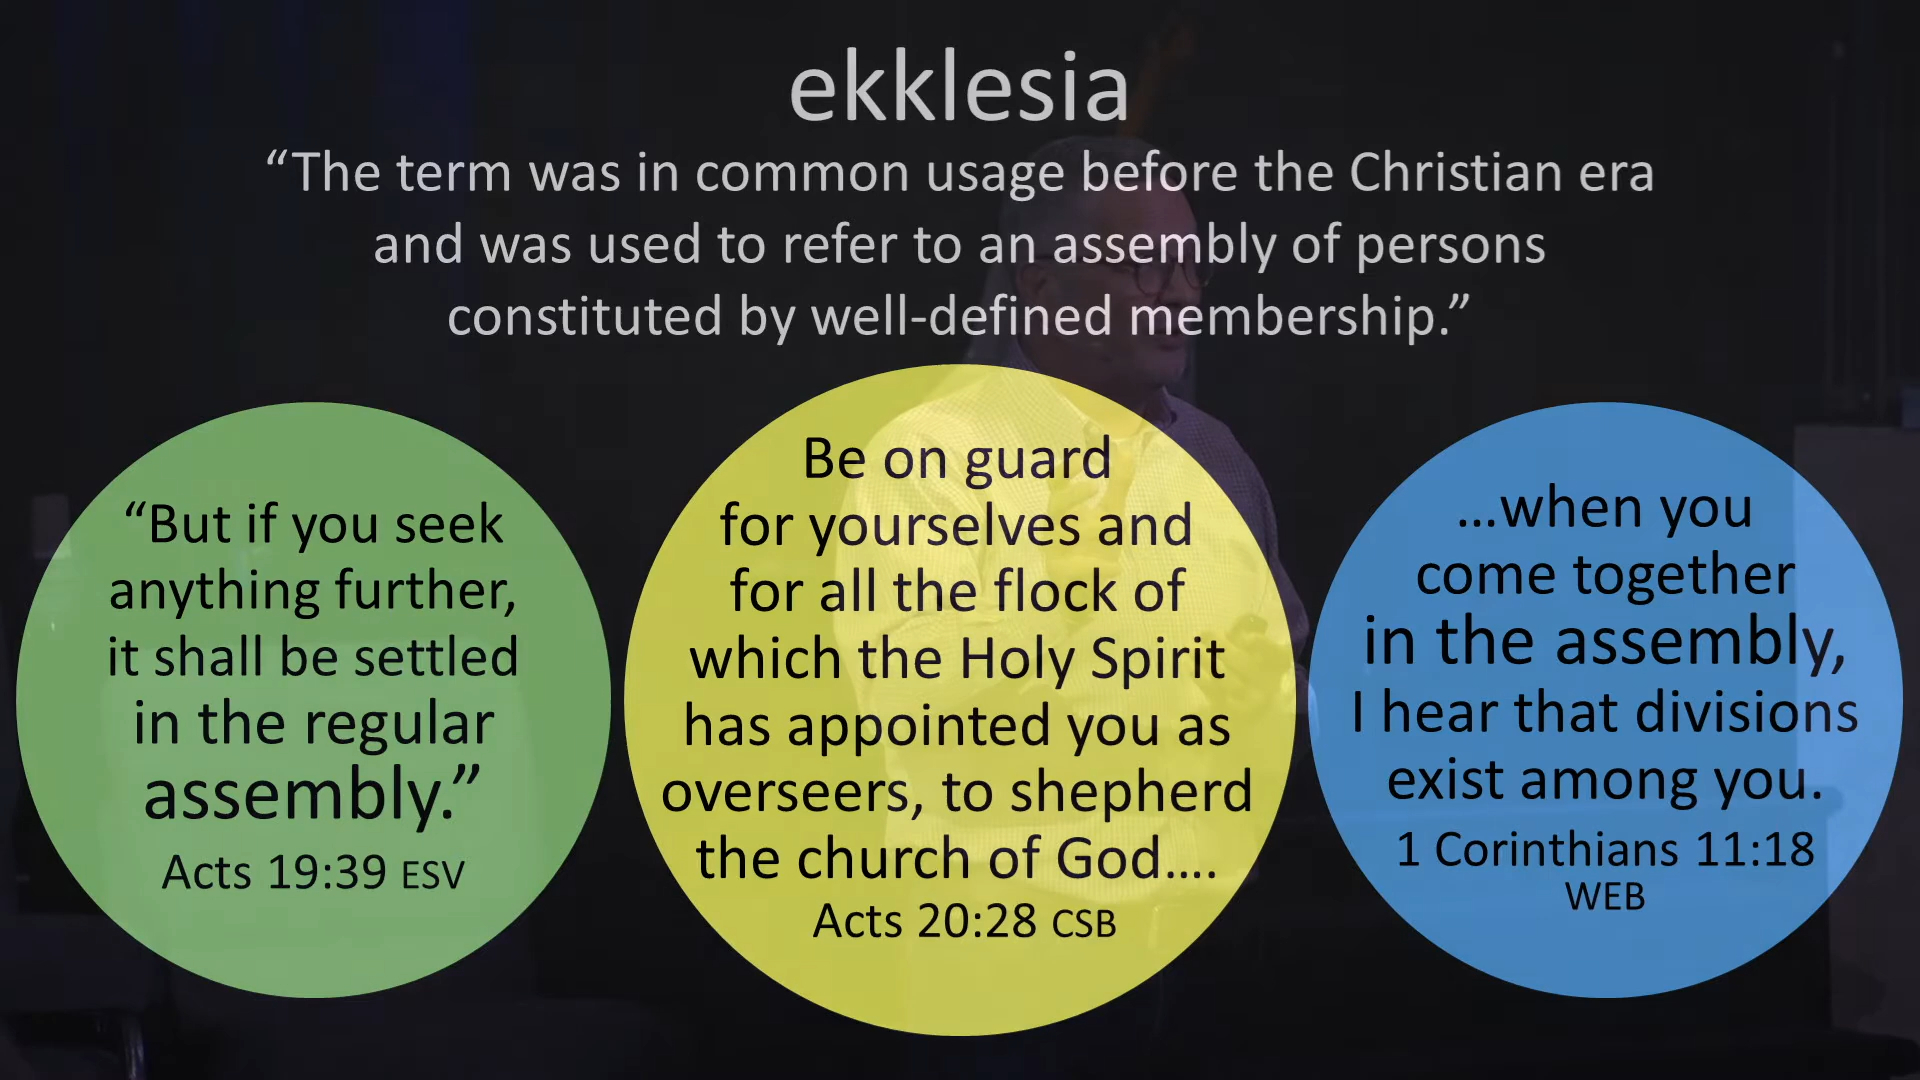 ekklesia
“The term was in common usage before the Christian era
and was used to refer to an assembly of persons
constituted by well-defined membership.”
“But if you seek
anything further,
it shall be settled
in the regular
assembly.”
Acts 19:39 ESV
Be on guard
for yourselves and
for all the flock of
which the Holy Spirit
has appointed you as
overseers, to shepherd
the church of God....
Acts 20:28 CSB
...when you
come together
in the assembly,
I hear that divisions
exist among you.
1 Corinthians 11:18
WEB